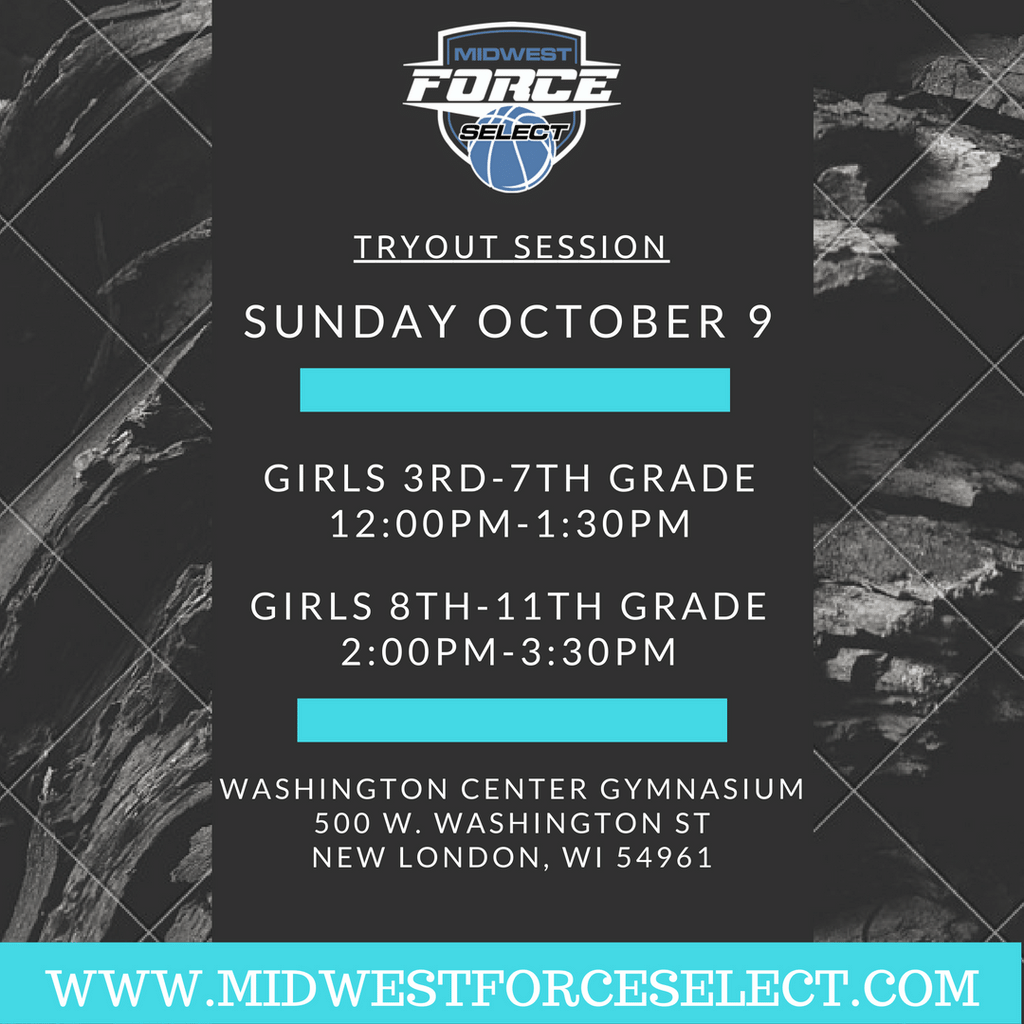 MIDWEST
FORCE
SELECT
TRYOUT SESSION
SUNDAY OCTOBER 9
GIRLS 3RD-7TH GRADE
12:00PM-1:30PM
GIRLS 8TH-11TH GRADE
2:00PM-3:30PM
WASHINGTON CENTER GYMNASIUM
500 W. WASHINGTON ST
NEW LONDON, WI 54961
WWW.MIDWESTFORCESELECT.COM